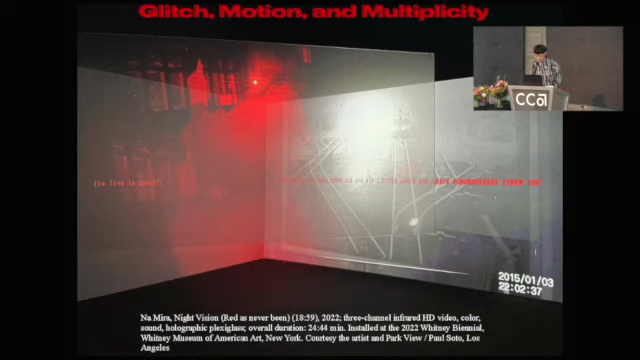 Glitch, Motion, and Multiplicity
CCA
(to live is
2015/01/03
22:02:37
Na Mira, Night Vision (Red as never been) (18:59), 2022; three-channel infrared HD video, color,
sound, holographic plexiglass; overall duration: 24:44 min. Installed at the 2022 Whitney Biennial,
Whitney Museum of American Art, New York. Courtesy the artist and Park View / Paul Soto, Los
Angeles